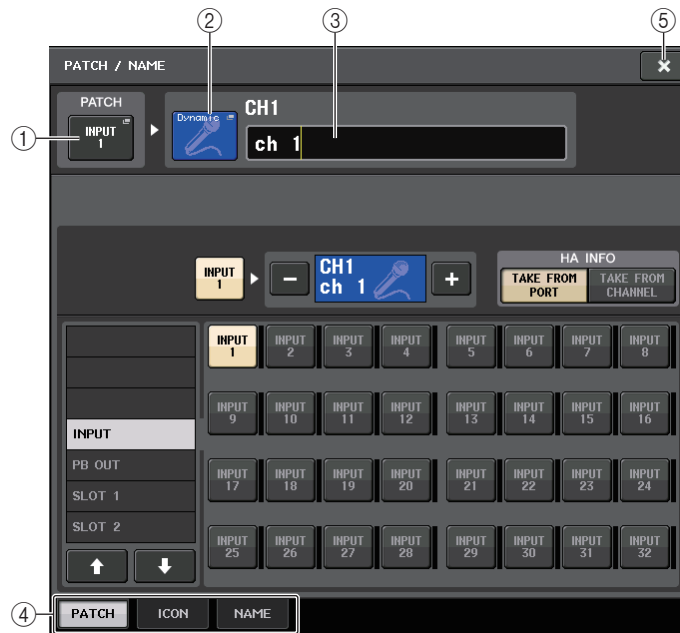 ① ② ③ ④ ⑤
PATCH / NAME
×
PATCH
INPUT 1
Dynamic
CH1
ch 1
INPUT 1
−
CH1
ch 1
+
HA INFO
TAKE FROM PORT
TAKE FROM CHANNEL
INPUT
PB OUT
SLOT 1
SLOT 2
INPUT 1 INPUT 2 INPUT 3 INPUT 4 INPUT 5 INPUT 6 INPUT 7 INPUT 8
INPUT 9 INPUT 10 INPUT 11 INPUT 12 INPUT 13 INPUT 14 INPUT 15 INPUT 16
INPUT 17 INPUT 18 INPUT 19 INPUT 20 INPUT 21 INPUT 22 INPUT 23 INPUT 24
INPUT 25 INPUT 26 INPUT 27 INPUT 28 INPUT 29 INPUT 30 INPUT 31 INPUT 32
PATCH ICON NAME